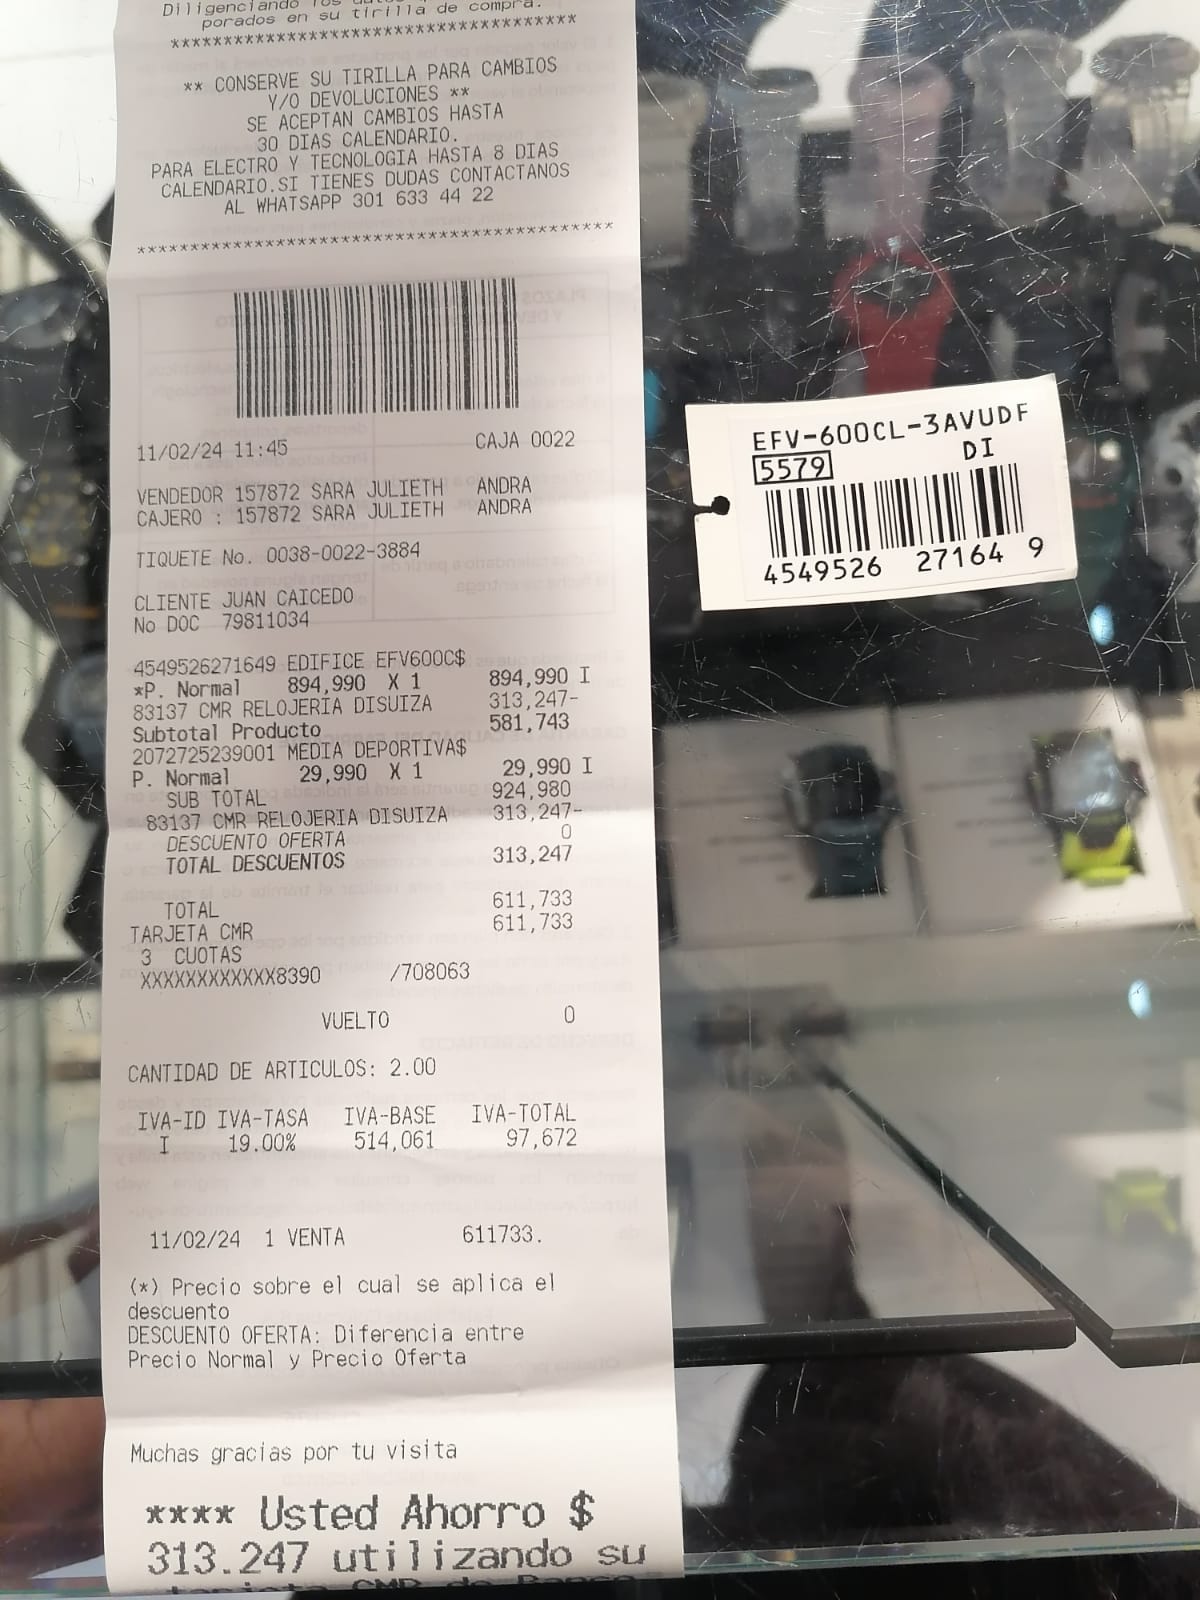 Diligenciando los datos
porados en su tirilla de compra.
*****************************************
** CONSERVE SU TIRILLA PARA CAMBIOS
Y/O DEVOLUCIONES **
SE ACEPTAN CAMBIOS HASTA
30 DIAS CALENDARIO.
PARA ELECTRO Y TECNOLOGIA HASTA 8 DIAS
CALENDARIO.SI TIENES DUDAS CONTACTANOS
AL WHATSAPP 301 633 44 22
*****************************************
11/02/24 11:45 CAJA 0022
VENDEDOR 157872 SARA JULIETH ANDRA
CAJERO : 157872 SARA JULIETH ANDRA
TIQUETE No. 0038-0022-3884
CLIENTE JUAN CAICEDO
No DOC 79811034
4549526271649 EDIFICE EFV600C$
*P. Normal 894,990 X 1 894,990 I
83137 CMR RELOJERIA DISUIZA 313,247-
Subtotal Producto 581,743
2072725239001 MEDIA DEPORTIVA$
P. Normal 29,990 X 1 29,990 I
SUB TOTAL 924,980
83137 CMR RELOJERIA DISUIZA 313,247-
DESCUENTO OFERTA 0
TOTAL DESCUENTOS 313,247
TOTAL 611,733
TARJETA CMR 611,733
3 CUOTAS
XXXXXXXXXXXX8390 /708063
VUELTO 0
CANTIDAD DE ARTICULOS: 2.00
IVA-ID IVA-TASA IVA-BASE IVA-TOTAL
I 19.00% 514,061 97,672
11/02/24 1 VENTA 611733.
(*) Precio sobre el cual se aplica el
descuento
DESCUENTO OFERTA: Diferencia entre
Precio Normal y Precio Oferta
Muchas gracias por tu visita
**** Usted Ahorro $
313.247 utilizando su
tarjeta CMR de Banco
EFV-600CL-3AVUDF
5579 DI
4549526 27164 9